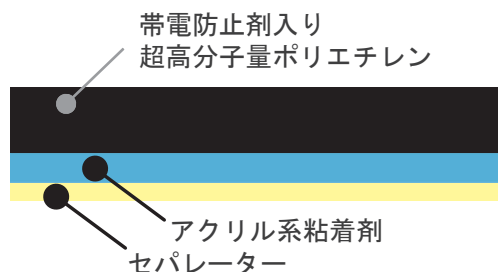 帯電防止剤入り
超高分子量ポリエチレン
アクリル系粘着剤
セパレーター